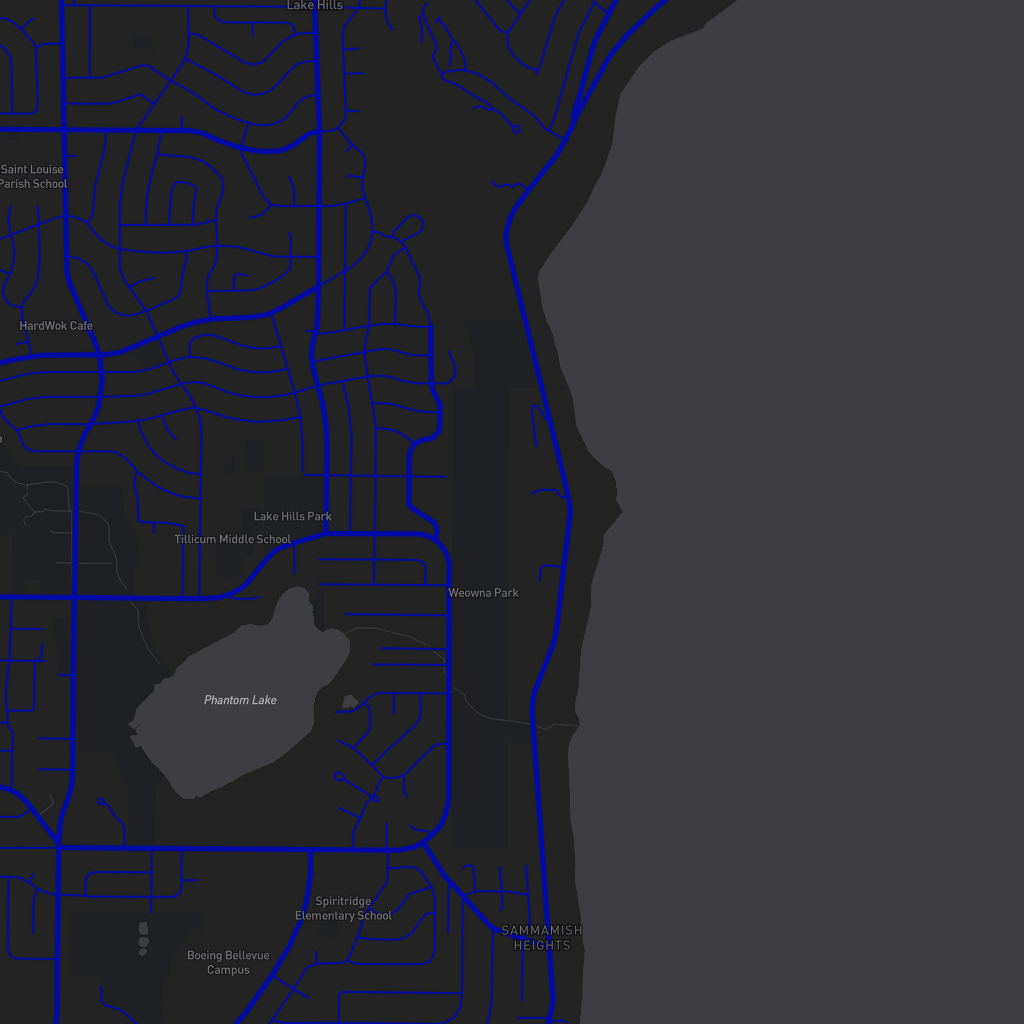 Lake Hills
Saint Louise
Parish School
HardWok Cafe
Lake Hills Park
Tillicum Middle School
Weowna Park
Phantom Lake
Spiritridge
Elementary School
SAMMAMISH
HEIGHTS
Boeing Bellevue
Campus